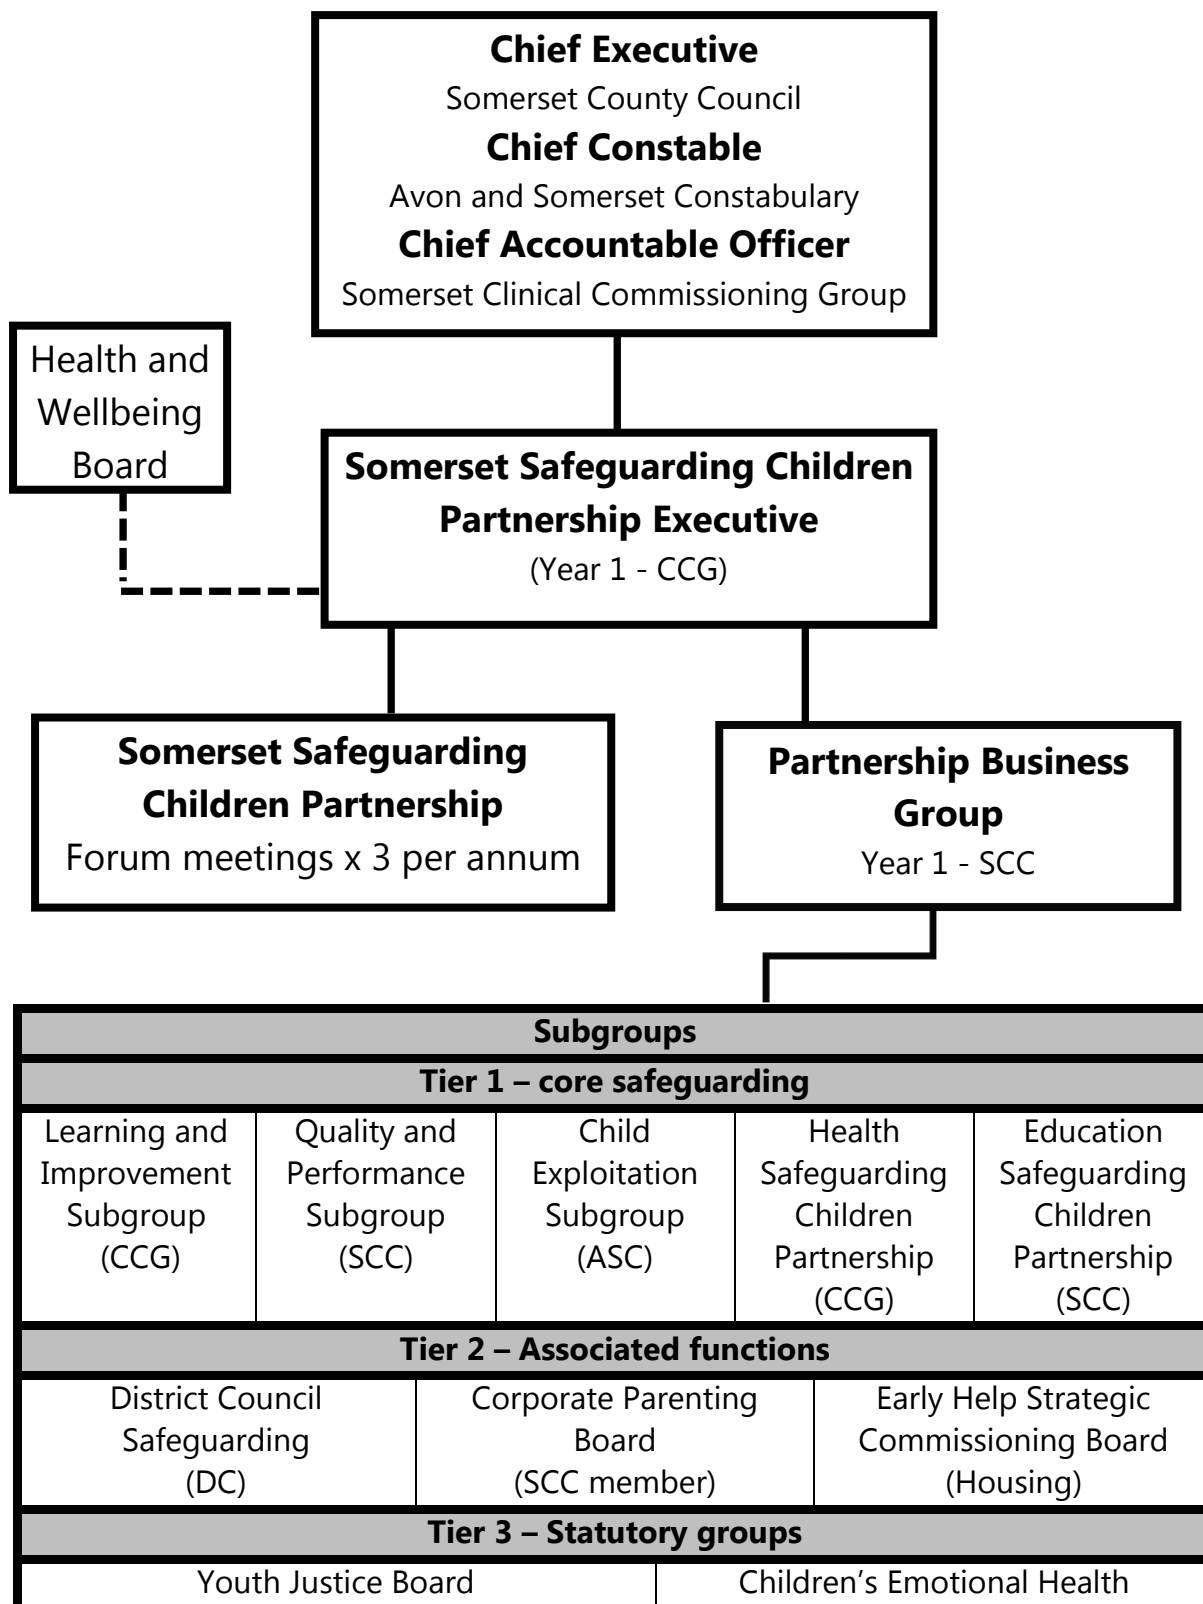 Chief Executive
Somerset County Council
Chief Constable
Avon and Somerset Constabulary
Chief Accountable Officer
Somerset Clinical Commissioning Group
Health and
Wellbeing
Board
Somerset Safeguarding Children
Partnership Executive
(Year 1 - CCG)
Somerset Safeguarding
Children Partnership
Forum meetings x 3 per annum
Partnership Business
Group
Year 1 - SCC
Subgroups
Tier 1 – core safeguarding
Learning and
Improvement
Subgroup
(CCG)
Quality and
Performance
Subgroup
(SCC)
Child
Exploitation
Subgroup
(ASC)
Health
Safeguarding
Children
Partnership
(CCG)
Education
Safeguarding
Children
Partnership
(SCC)
Tier 2 – Associated functions
District Council
Safeguarding
(DC)
Corporate Parenting
Board
(SCC member)
Early Help Strategic
Commissioning Board
(Housing)
Tier 3 – Statutory groups
Youth Justice Board
Children’s Emotional Health